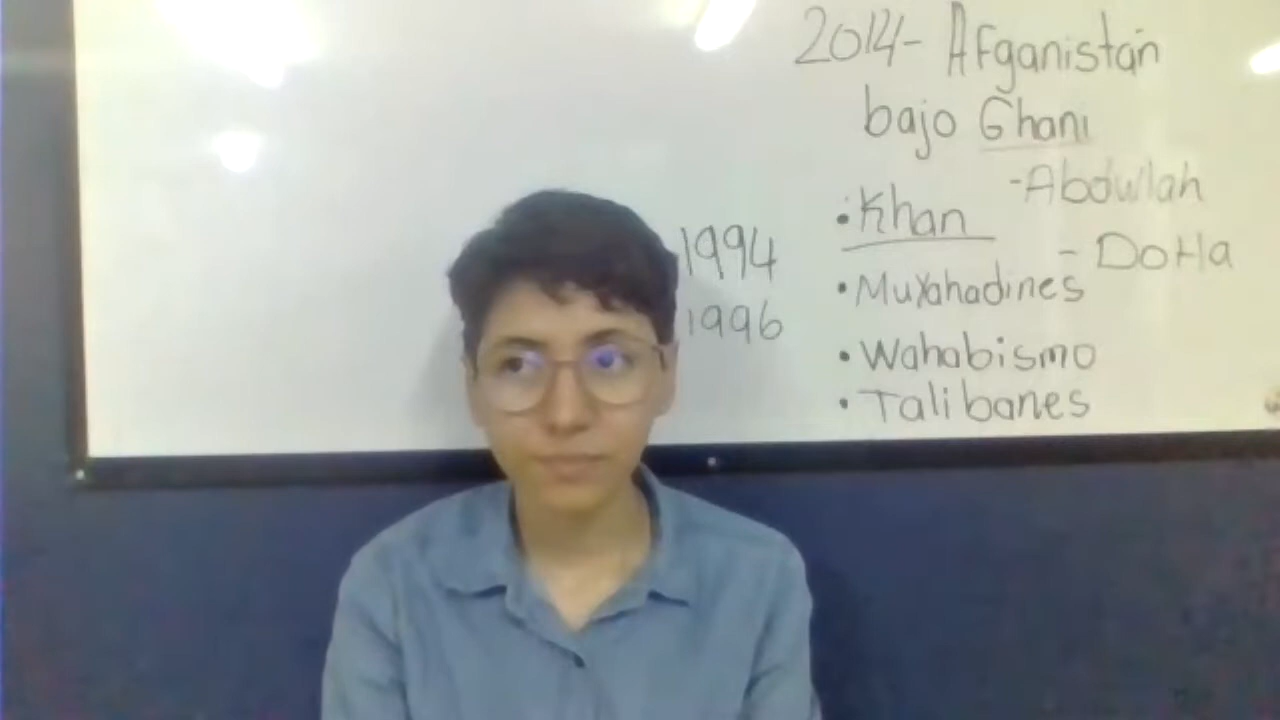 2014- Afganistán
bajo Ghani
-Abdullah
• Khan
- DoHa
1994
• Muyahadines
1996
• Wahabismo
• Talibanes